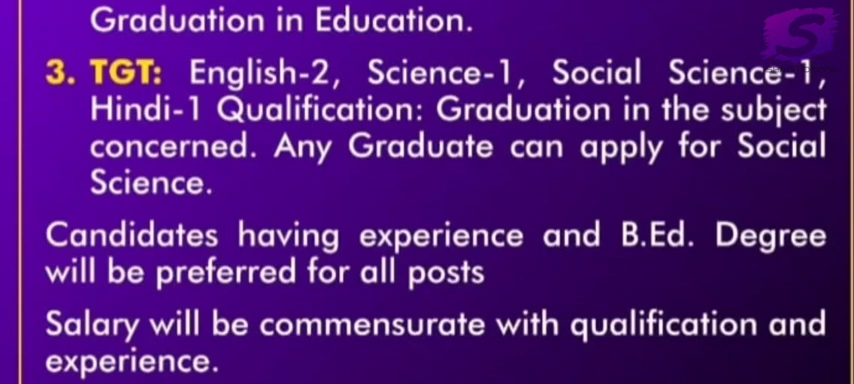 Graduation in Education.
3. TGT: English-2, Science-1, Social Science-1,
Hindi-1 Qualification: Graduation in the subject
concerned. Any Graduate can apply for Social
Science.
Candidates having experience and B.Ed. Degree
will be preferred for all posts
Salary will be commensurate with qualification and
experience.